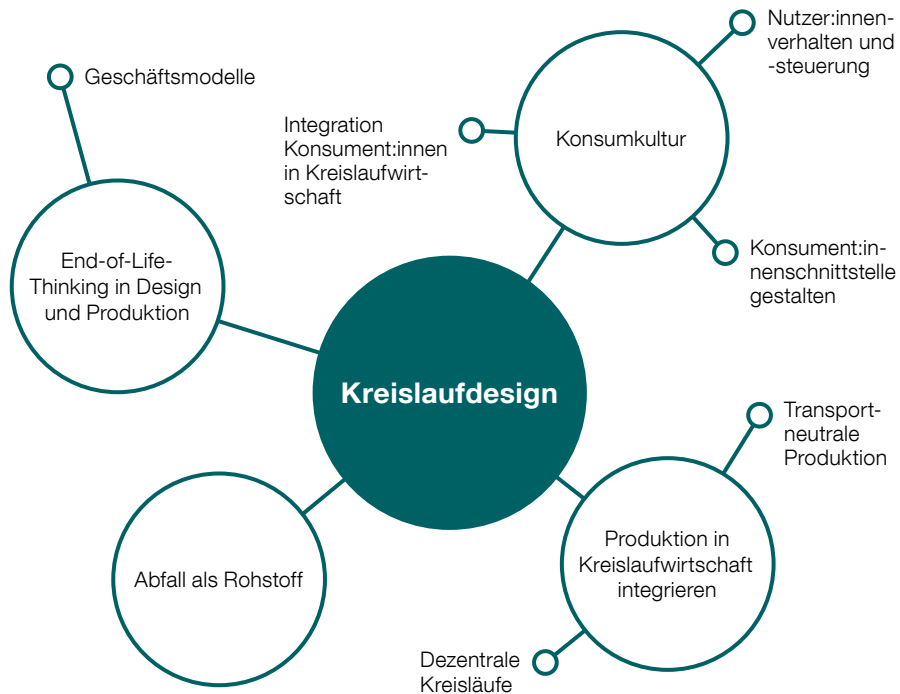 Nutzer:innen-
verhalten und
-steuerung
Geschäftsmodelle
Integration
Konsument:innen
in Kreislaufwirt-
schaft
Konsumkultur
End-of-Life-
Thinking in Design
und Produktion
Konsument:in-
nenschnittstelle
gestalten
Kreislaufdesign
Transport-
neutrale
Produktion
Abfall als Rohstoff
Produktion in
Kreislaufwirtschaft
integrieren
Dezentrale
Kreisläufe